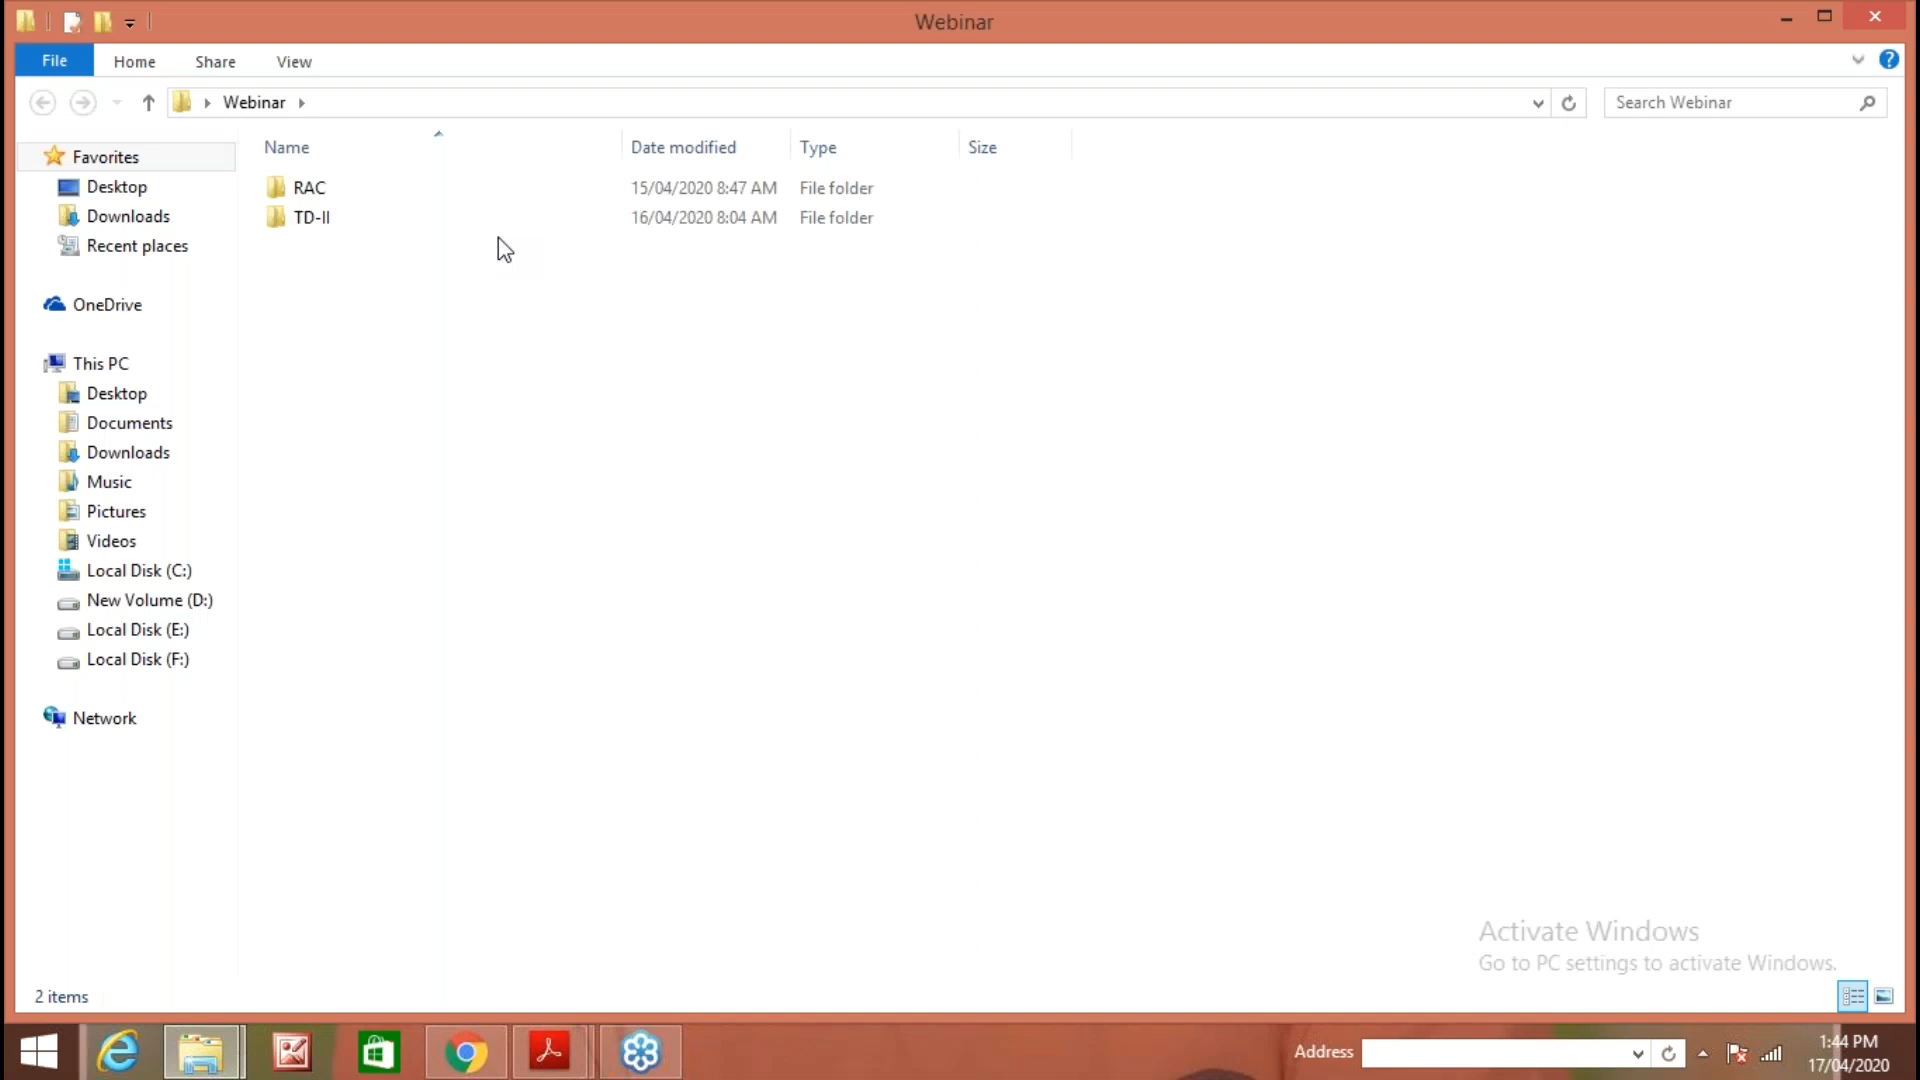 Webinar
File Home Share View
Webinar
Search Webinar
Name Date modified Type Size
RAC 15/04/2020 8:47 AM File folder
TD-II 16/04/2020 8:04 AM File folder
Favorites
Desktop
Downloads
Recent places
OneDrive
This PC
Desktop
Documents
Downloads
Music
Pictures
Videos
Local Disk (C:)
New Volume (D:)
Local Disk (E:)
Local Disk (F:)
Network
Activate Windows
Go to PC settings to activate Windows.
2 items
Address
1:44 PM
17/04/2020